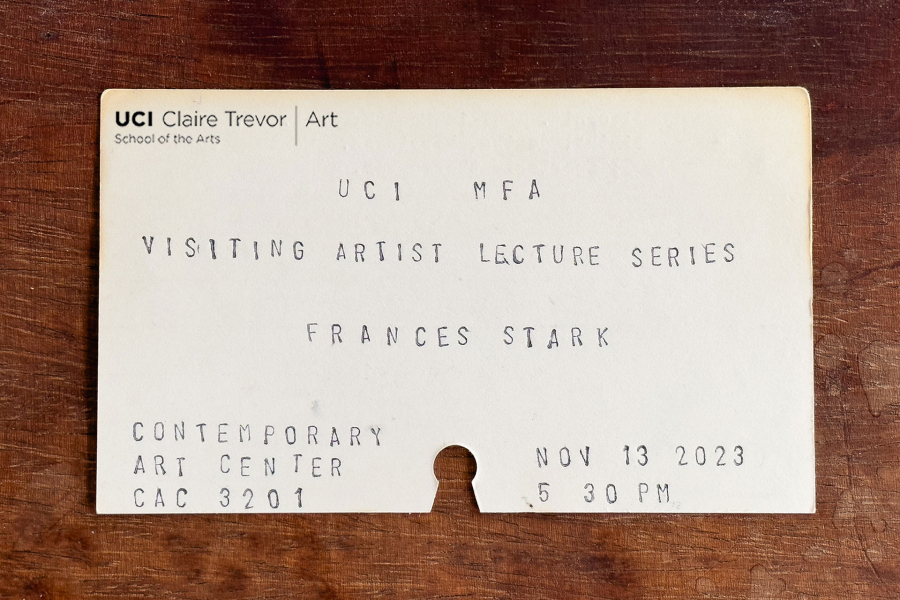 UCI Claire Trevor | Art
School of the Arts
UCI MFA
VISITING ARTIST LECTURE SERIES
FRANCES STARK
CONTEMPORARY
ART CENTER
CAC 3201
NOV 13 2023
5 30 PM